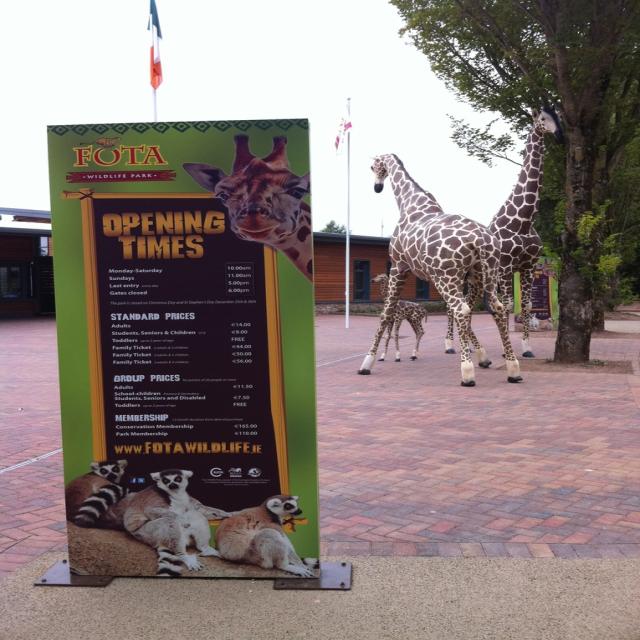 FOTA
WILDLIFE PARK
OPENING
TIMES
Monday-Saturday 10.00am
Sundays 11.00am
Last entry 5.00pm
Gates closed 6.00pm
STANDARD PRICES
Adults €14.00
Students, Seniors & Children €9.00
Toddlers FREE
Family Ticket €44.00
Family Ticket €50.00
Family Ticket €56.00
GROUP PRICES
Adults €11.50
School-children
Students, Seniors and Disabled €7.50
Toddlers FREE
MEMBERSHIP
Conservation Membership €165.00
Park Membership €110.00
WWW.FOTAWILDLIFE.IE